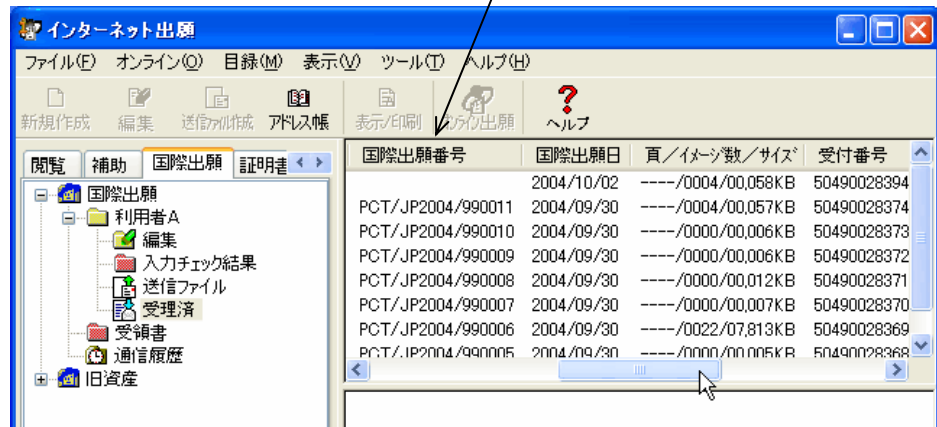 インターネット出願
ファイル(F) オンライン(O) 目録(M) 表示(V) ツール(T) ヘルプ(H)
新規作成 編集 送信ファイル作成 アドレス帳 表示/印刷 オンライン出願 ヘルプ
閲覧 補助 国際出願 証明書
国際出願番号 国際出願日 頁/イメージ数/サイズ 受付番号
国際出願
利用者A
編集
入力チェック結果
送信ファイル
受理済
受領書
通信履歴
旧資産
2004/10/02 ----/0004/00,058KB 50490028394
PCT/JP2004/990011 2004/09/30 ----/0004/00,057KB 50490028374
PCT/JP2004/990010 2004/09/30 ----/0000/00,006KB 50490028373
PCT/JP2004/990009 2004/09/30 ----/0000/00,006KB 50490028372
PCT/JP2004/990008 2004/09/30 ----/0000/00,012KB 50490028371
PCT/JP2004/990007 2004/09/30 ----/0000/00,007KB 50490028370
PCT/JP2004/990006 2004/09/30 ----/0022/07,813KB 50490028369
PCT/JP2004/990005 2004/09/30 ----/0000/00,005KB 50490028368